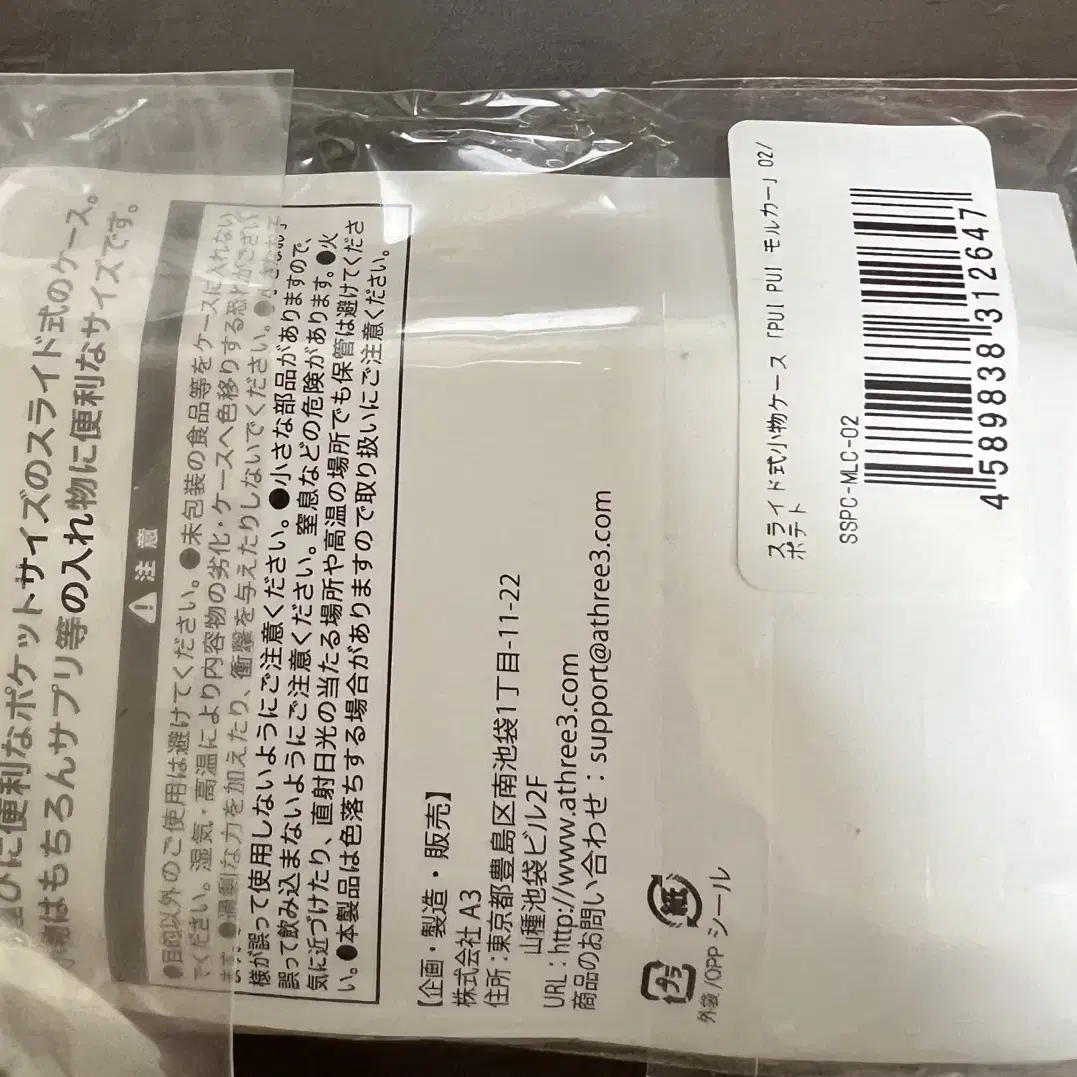 びに便利なポケットサイズのスライド式のケース。
物はもちろんサプリ等の入れ物に便利なサイズです。
注意
●目的以外のご使用は避けてください。●未包装の食品等をケースに入れない
でください。湿気・高温により内容物の劣化・ケースへ色移りする恐れがござい
ます。●過剰な力を加えたり、衝撃を与えたりしないでください。●小さなお子
様が誤って使用しないようにご注意ください。●小さな部品がありますので、
誤って飲み込まないようにご注意ください。窒息などの危険があります。●火
気に近づけたり、直射日光の当たる場所や高温の場所でも保管は避けてくださ
い。●本製品は色落ちする場合がありますので取り扱いにご注意ください。
【企画・製造・販売】
株式会社 A3
住所：東京都豊島区南池袋1丁目-11-22
山種池袋ビル2F
URL：http://www.athree3.com
商品のお問い合わせ：support@athree3.com
プラ
紙
外袋/OPP シール
スライド式小物ケース「PUI PUI モルカー」02/
ポテト
SSPC-MLC-02
4589838312647